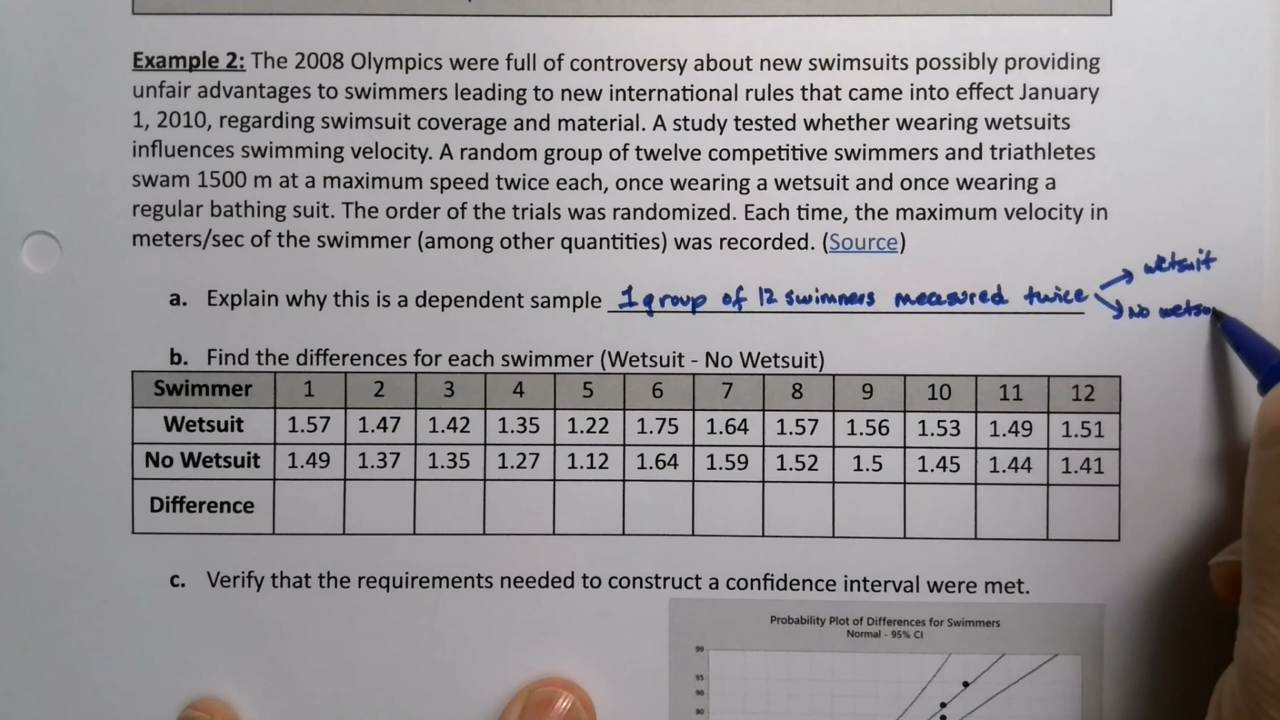 Example 2: The 2008 Olympics were full of controversy about new swimsuits possibly providing
unfair advantages to swimmers leading to new international rules that came into effect January
1, 2010, regarding swimsuit coverage and material. A study tested whether wearing wetsuits
influences swimming velocity. A random group of twelve competitive swimmers and triathletes
swam 1500 m at a maximum speed twice each, once wearing a wetsuit and once wearing a
regular bathing suit. The order of the trials was randomized. Each time, the maximum velocity in
meters/sec of the swimmer (among other quantities) was recorded. (Source)
wetsuit
a. Explain why this is a dependent sample 1 group of 12 swimmers measured twice
No
b. Find the differences for each swimmer (Wetsuit - No Wetsuit)
Swimmer 1 2 3 4 5 6 7 8 9 10 11 12
Wetsuit 1.57 1.47 1.42 1.35 1.22 1.75 1.64 1.57 1.56 1.53 1.49 1.51
No Wetsuit 1.49 1.37 1.35 1.27 1.12 1.64 1.59 1.52 1.5 1.45 1.44 1.41
Difference
c. Verify that the requirements needed to construct a confidence interval were met.
Probability Plot of Differences for Swimmers
Normal - 95% CI
99
95
90
80